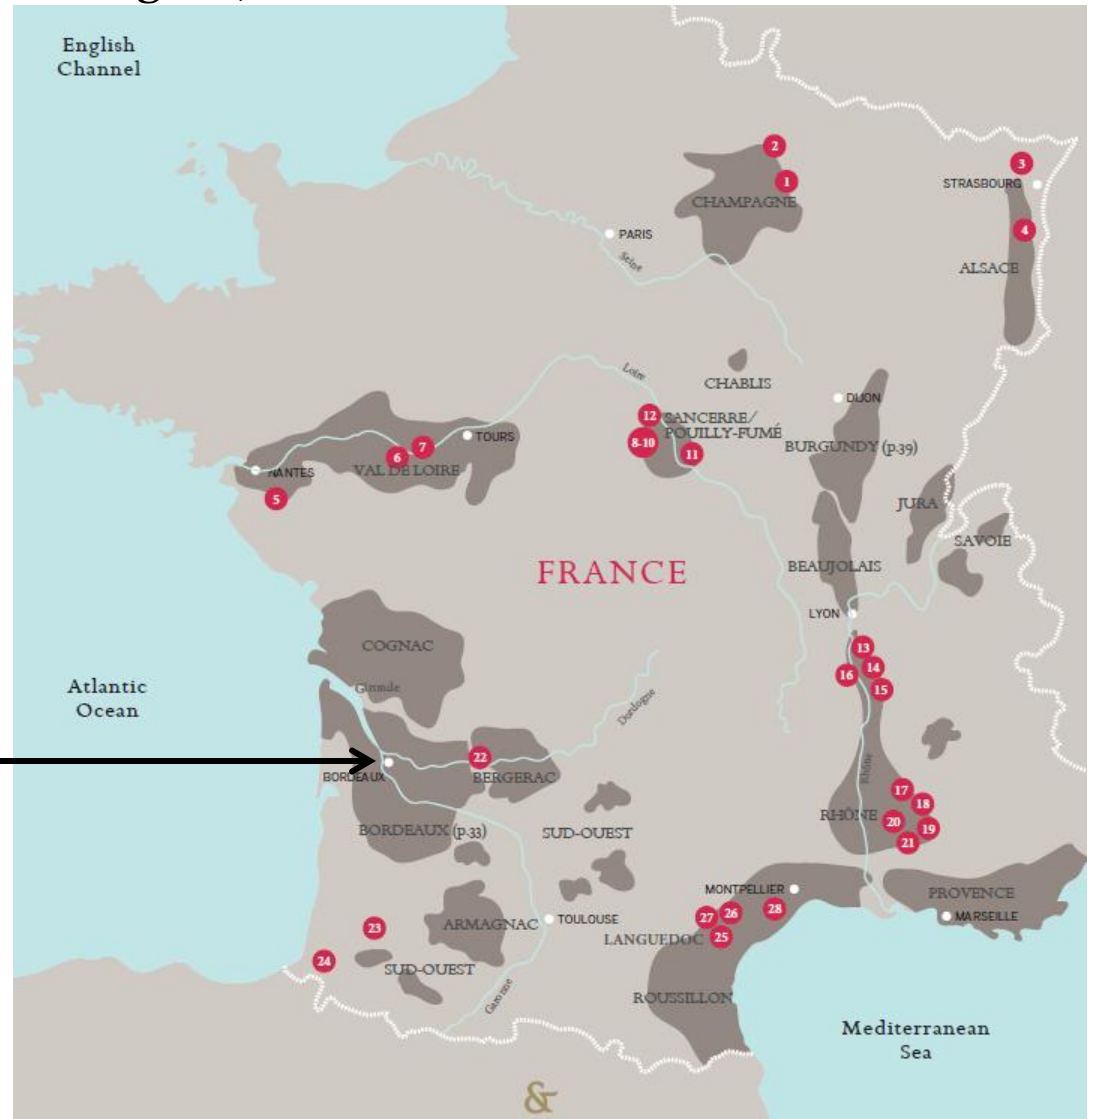 English
Channel
2
1
CHAMPAGNE
3
STRASBOURG
4
ALSACE
PARIS
Seine
CHABLIS
DIJON
BURGUNDY (p.39)
Loire
12
SANCERRE/
POUILLY-FUMÉ
8-10
11
7
TOURS
6
VAL DE LOIRE
NANTES
5
JURA
SAVOIE
BEAUJOLAIS
FRANCE
LYON
COGNAC
Gironde
Atlantic
Ocean
13
14
16
15
Dordogne
Rhône
22
BORDEAUX
BERGERAC
BORDEAUX (p.33)
SUD-OUEST
17
18
RHÔNE
20
19
21
MONTPELLIER
PROVENCE
MARSEILLE
27
26
28
25
LANGUEDOC
ARMAGNAC
TOULOUSE
23
24
SUD-OUEST
Garonne
ROUSSILLON
Mediterranean
Sea
&